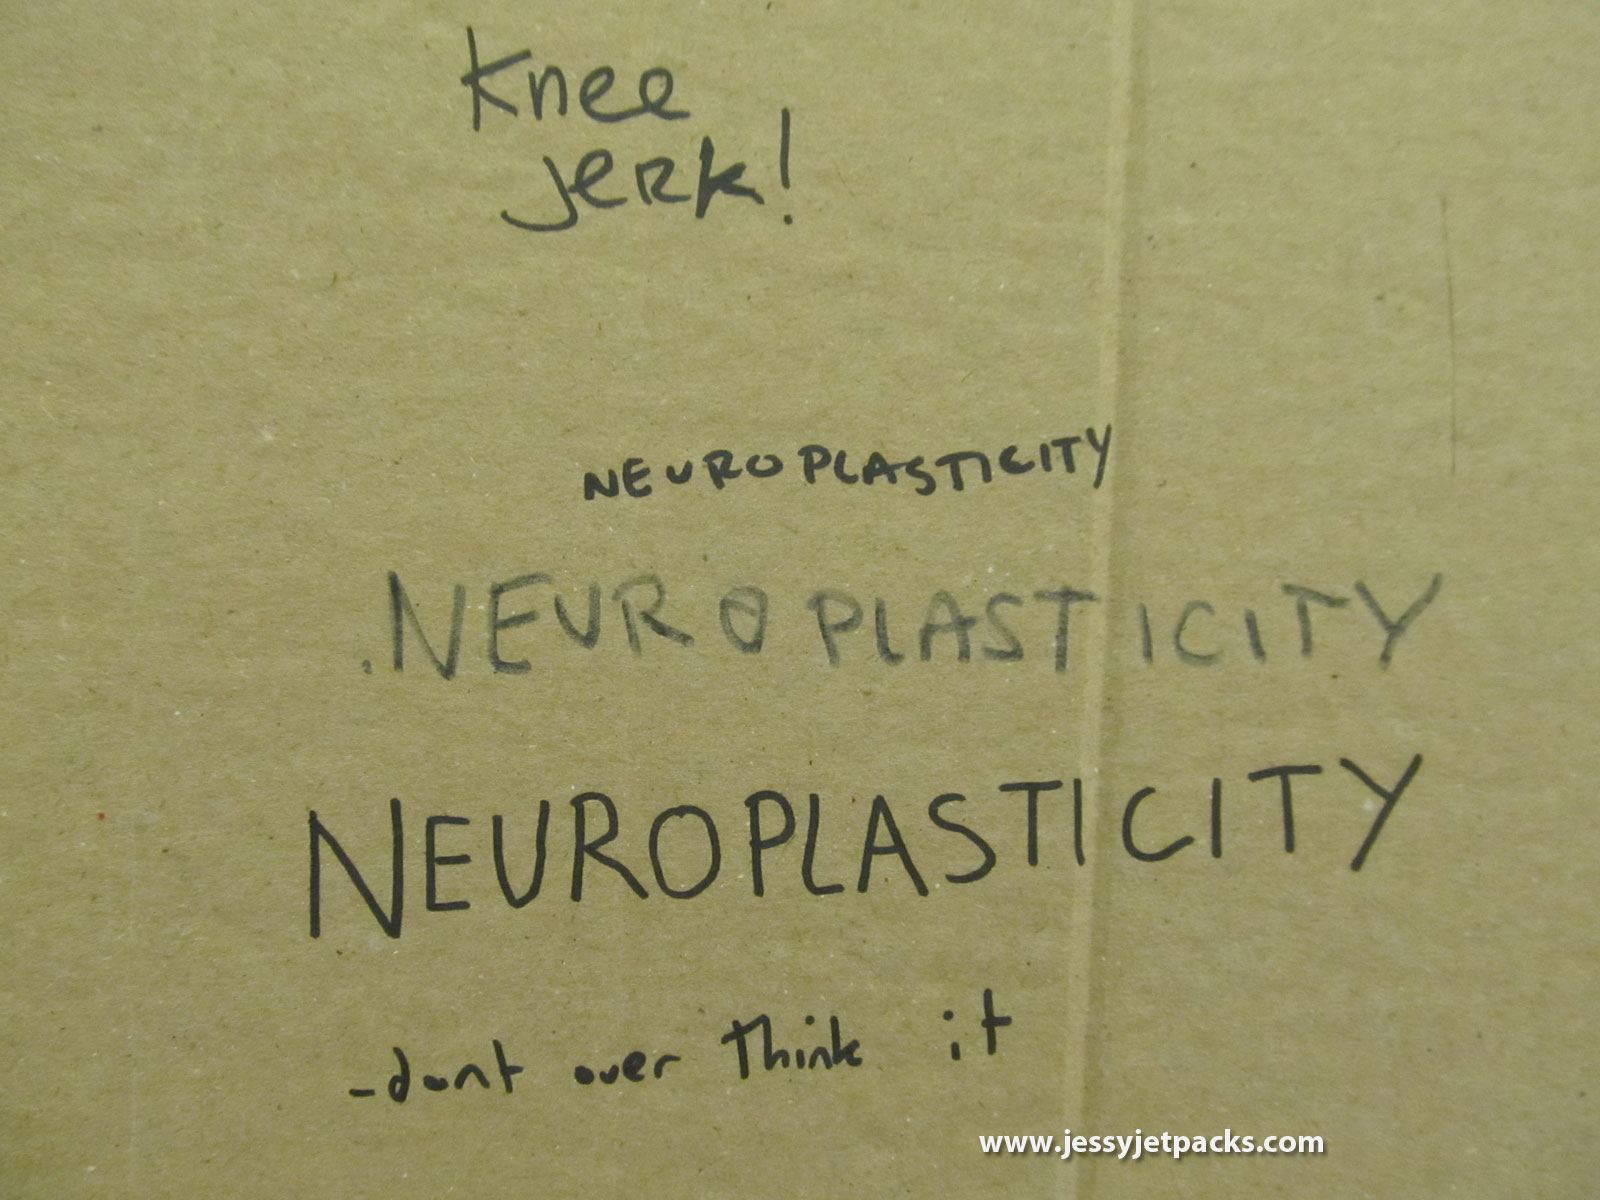 Knee
jerk!
NEUROPLASTICITY
.NEUROPLASTICITY
NEUROPLASTICITY
-dont over think it
www.jessyjetpacks.com